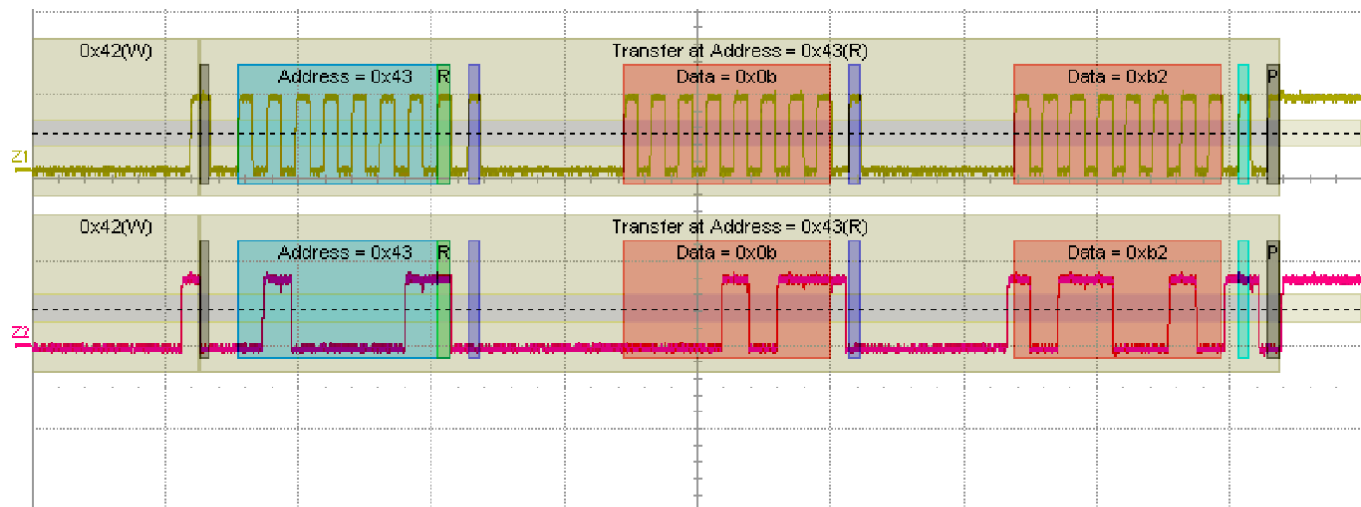 0x42(W) Transfer at Address = 0x43(R)
Address = 0x43 R Data = 0x0b Data = 0xb2 P
Z1
0x42(W) Transfer at Address = 0x43(R)
Address = 0x43 R Data = 0x0b Data = 0xb2 P
Z3